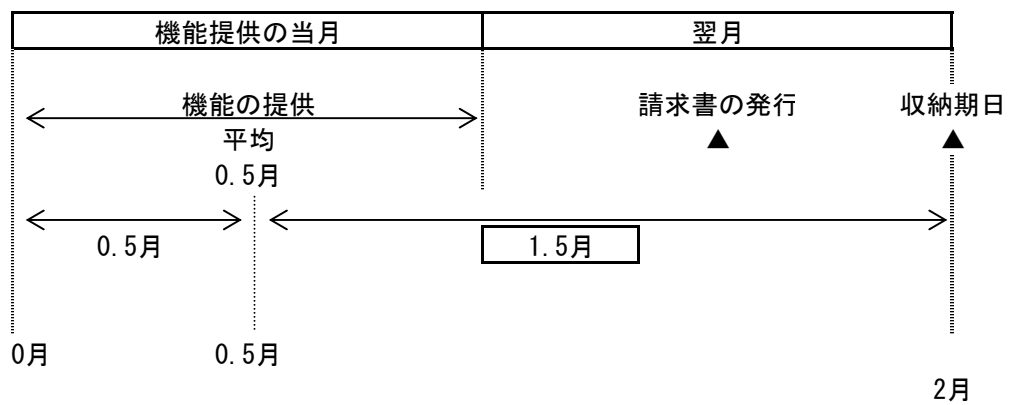 機能提供の当月 翌月
機能の提供 請求書の発行 収納期日
平均 ▲ ▲
0.5月
0.5月 1.5月
0月 0.5月
2月